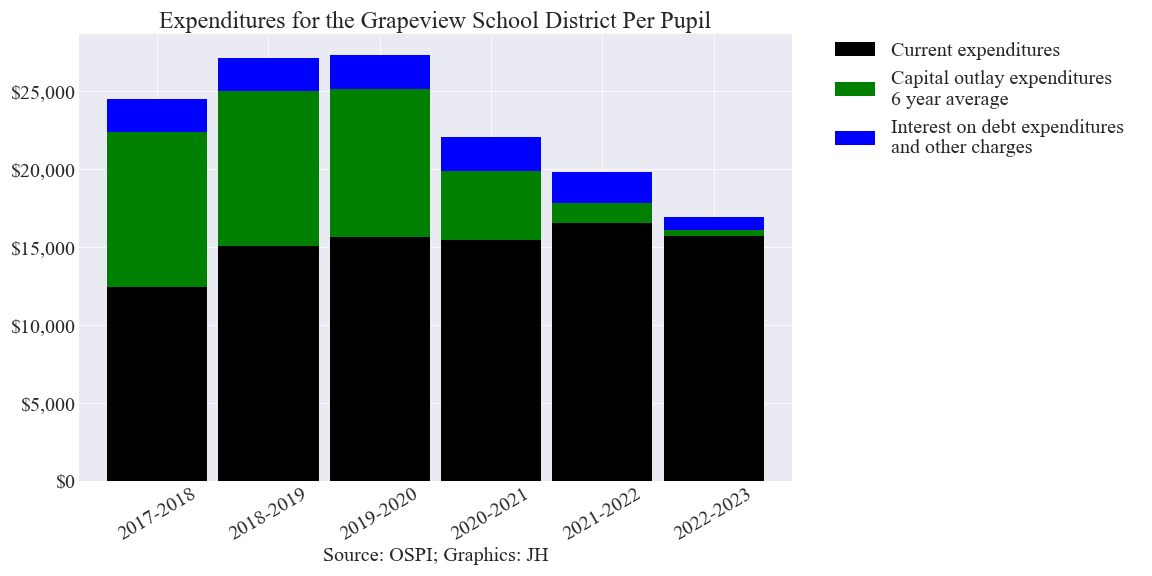 Expenditures for the Grapeview School District Per Pupil
Current expenditures
Capital outlay expenditures
6 year average
Interest on debt expenditures
and other charges
$25,000
$20,000
$15,000
$10,000
$5,000
$0
2017-2018
2018-2019
2019-2020
2020-2021
2021-2022
2022-2023
Source: OSPI; Graphics: JH